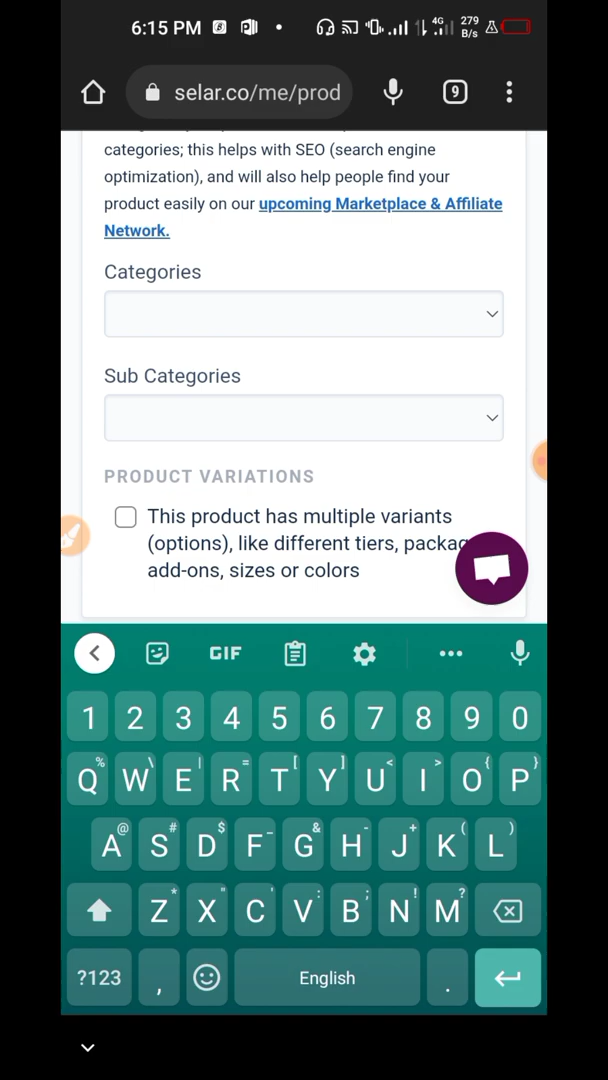 6:15 PM
4G 279 B/s
selar.co/me/prod
9
categories; this helps with SEO (search engine
optimization), and will also help people find your
product easily on our upcoming Marketplace & Affiliate
Network.
Categories
Sub Categories
PRODUCT VARIATIONS
This product has multiple variants
(options), like different tiers, packag
add-ons, sizes or colors
GIF
1 2 3 4 5 6 7 8 9 0
% \ | = [ ] < > { }
Q W E R T Y U I O P
@ # $ _ & - + ( )
A S D F G H J K L
* " ' : ; ! ?
Z X C V B N M
?123 , English .